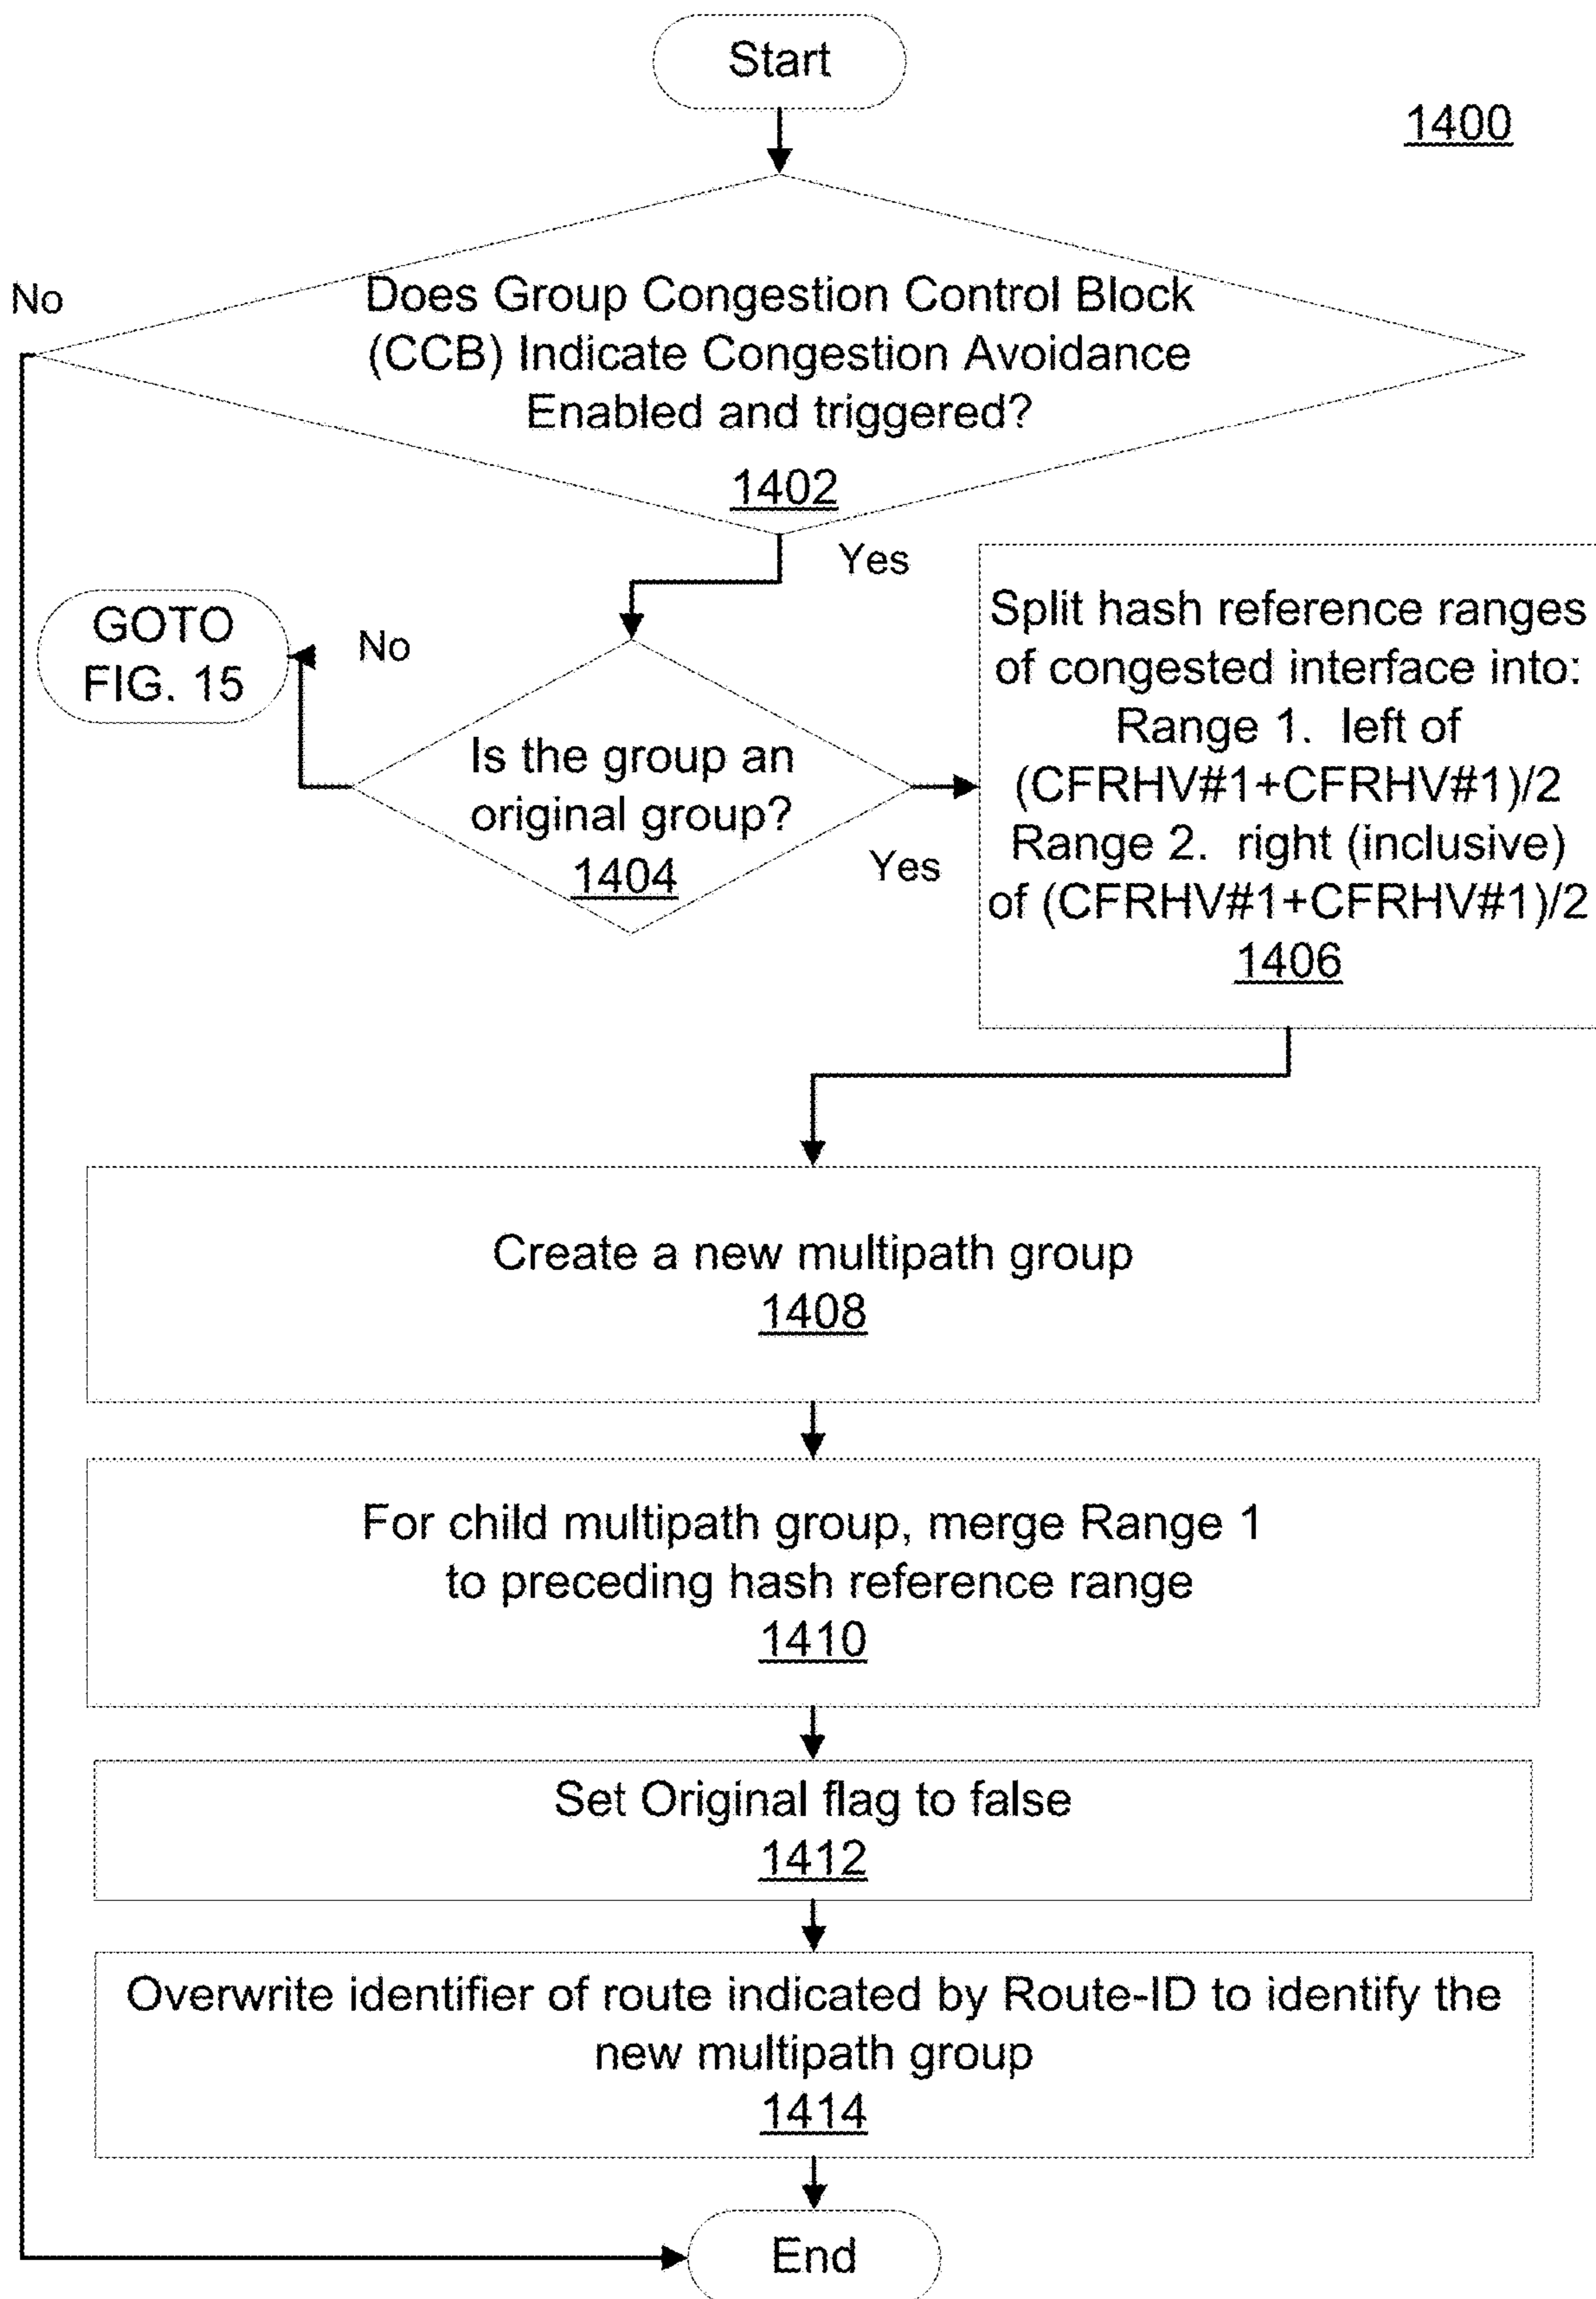 Start
1400
No
Does Group Congestion Control Block
(CCB) Indicate Congestion Avoidance
Enabled and triggered?
1402
Yes
GOTO
FIG. 15
No
Is the group an
original group?
1404
Yes
Split hash reference ranges
of congested interface into:
Range 1. left of
(CFRHV#1+CFRHV#1)/2
Range 2. right (inclusive)
of (CFRHV#1+CFRHV#1)/2
1406
Create a new multipath group
1408
For child multipath group, merge Range 1
to preceding hash reference range
1410
Set Original flag to false
1412
Overwrite identifier of route indicated by Route-ID to identify the
new multipath group
1414
End